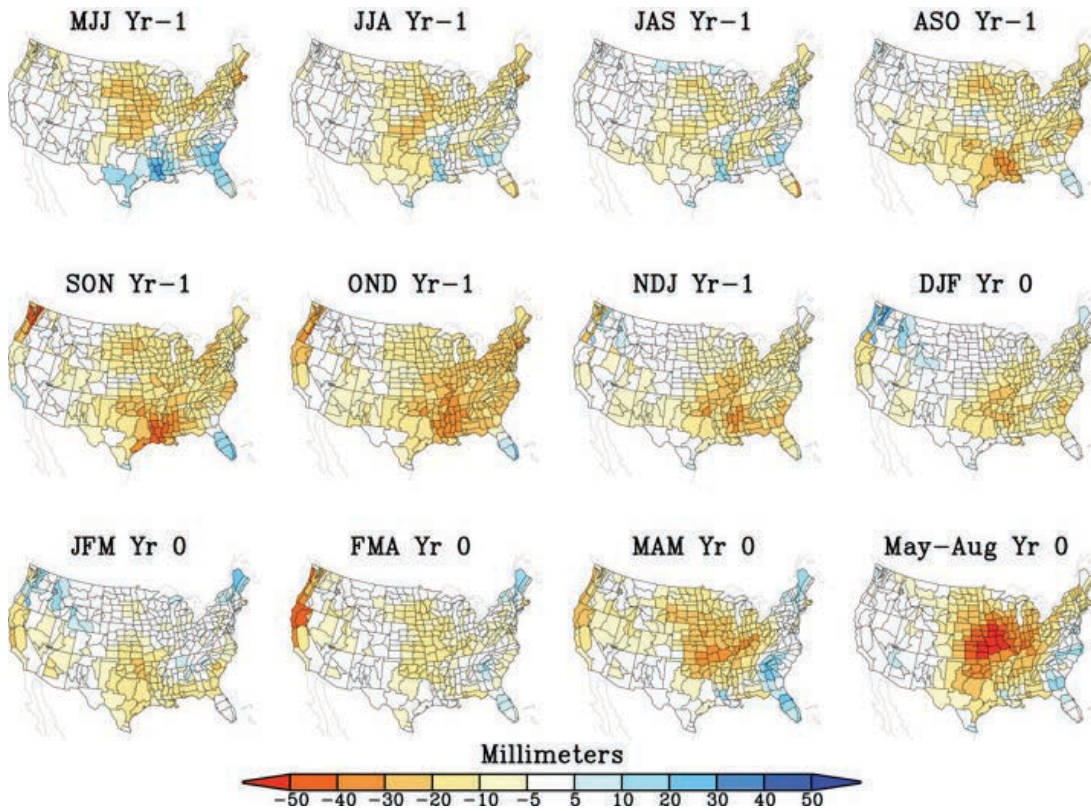 MJJ Yr-1 JJA Yr-1 JAS Yr-1 ASO Yr-1
SON Yr-1 OND Yr-1 NDJ Yr-1 DJF Yr 0
JFM Yr 0 FMA Yr 0 MAM Yr 0 May-Aug Yr 0
Millimeters
-50 -40 -30 -20 -10 -5 5 10 20 30 40 50